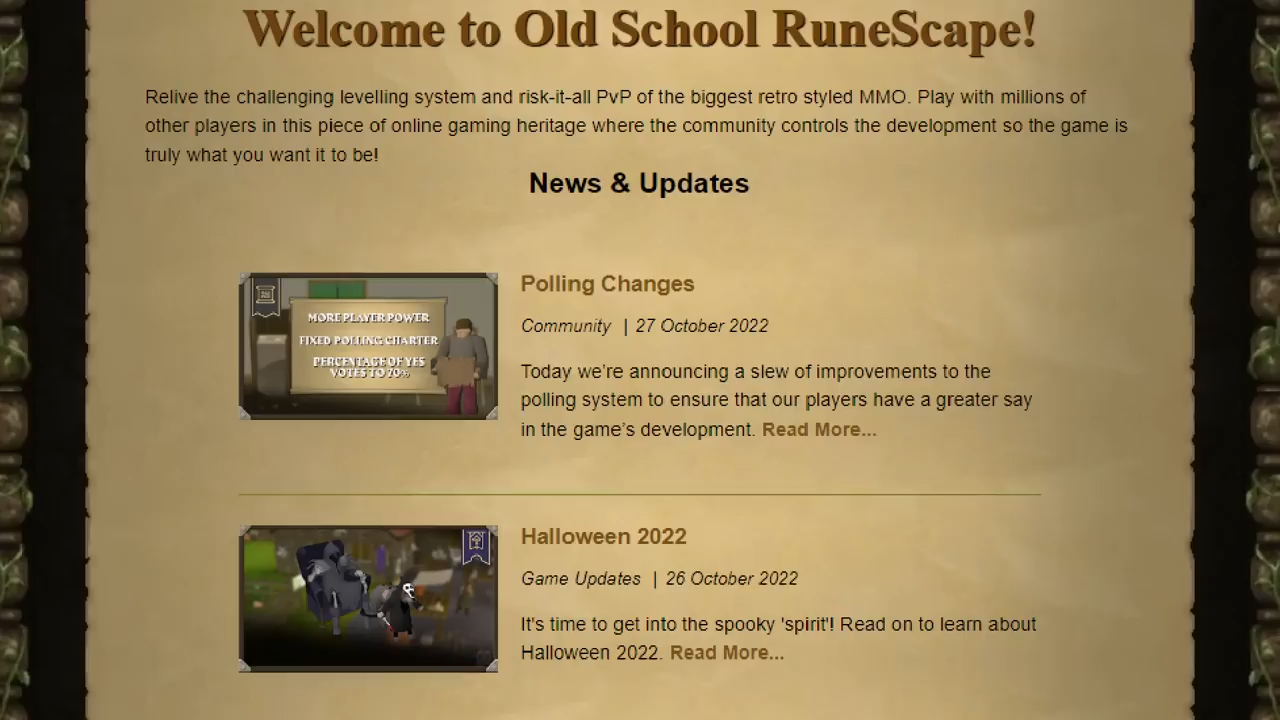 Welcome to Old School RuneScape!
Relive the challenging levelling system and risk-it-all PvP of the biggest retro styled MMO. Play with millions of
other players in this piece of online gaming heritage where the community controls the development so the game is
truly what you want it to be!
News & Updates
MORE PLAYER POWER
FIXED POLLING CHARTER
PERCENTAGE OF YES
VOTES TO 70%
Polling Changes
Community | 27 October 2022
Today we’re announcing a slew of improvements to the
polling system to ensure that our players have a greater say
in the game’s development. Read More...
Halloween 2022
Game Updates | 26 October 2022
It's time to get into the spooky 'spirit'! Read on to learn about
Halloween 2022. Read More...